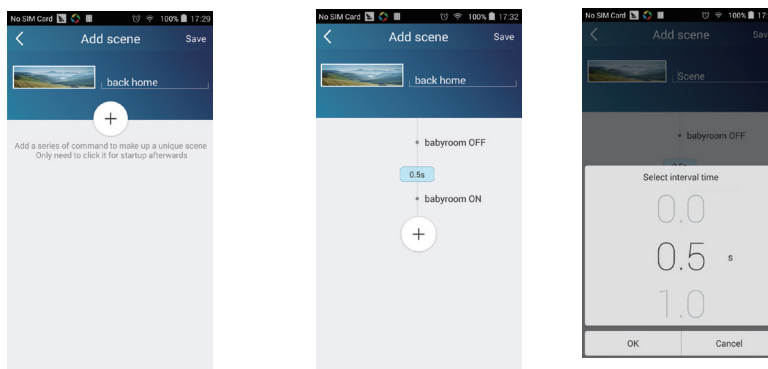 No SIM Card 100% 17:29
Add scene Save
back home
Add a series of command to make up a unique scene
Only need to click it for startup afterwards
No SIM Card 100% 17:32
Add scene Save
back home
babyroom OFF
0.5s
babyroom ON
No SIM Card 100%
Add scene
Scene
babyroom OFF
Select interval time
0.0
0.5 s
1.0
OK Cancel